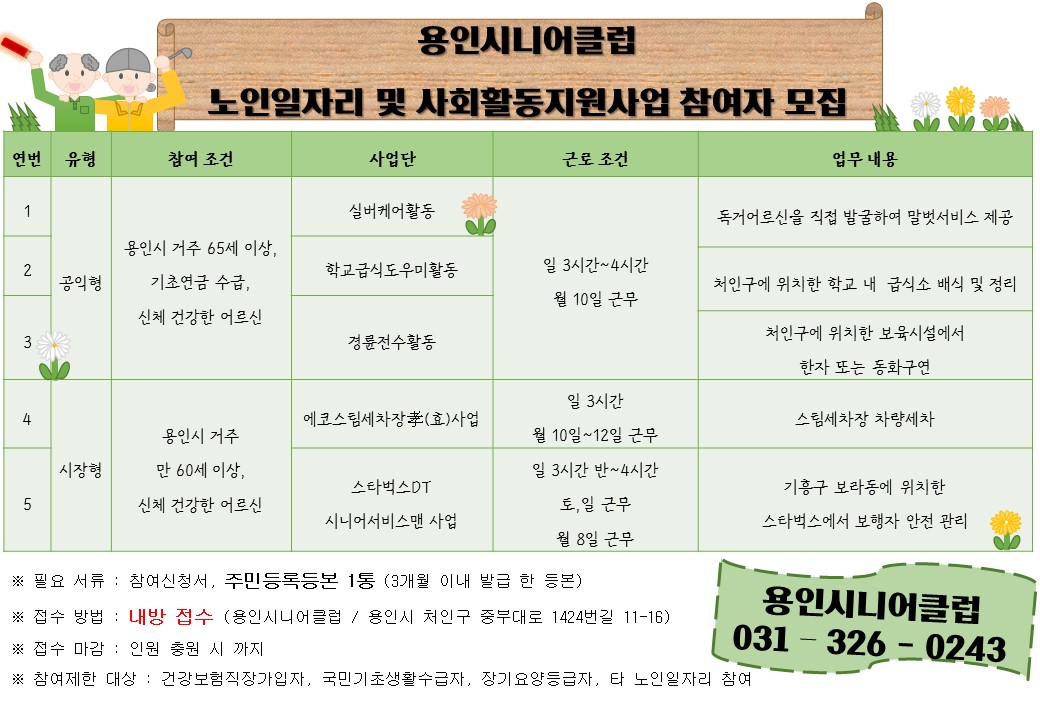 용인시니어클럽
노인일자리 및 사회활동지원사업 참여자 모집
연번 유형 참여 조건 사업단 근로 조건 업무 내용
1
2
3
공익형
용인시 거주 65세 이상,
기초연금 수급,
신체 건강한 어르신
실버케어활동
학교급식도우미활동
경륜전수활동
일 3시간~4시간
월 10일 근무
독거어르신을 직접 발굴하여 말벗서비스 제공
처인구에 위치한 학교 내 급식소 배식 및 정리
처인구에 위치한 보육시설에서
한자 또는 동화구연
4
5
시장형
용인시 거주
만 60세 이상,
신체 건강한 어르신
에코스팀세차장孝(효)사업
일 3시간
월 10일~12일 근무
스팀세차장 차량세차
스타벅스DT
시니어서비스맨 사업
일 3시간 반~4시간
토,일 근무
월 8일 근무
기흥구 보라동에 위치한
스타벅스에서 보행자 안전 관리
※ 필요 서류 : 참여신청서, 주민등록등본 1통 (3개월 이내 발급 한 등본)
※ 접수 방법 : 내방 접수 (용인시니어클럽 / 용인시 처인구 중부대로 1424번길 11-16)
※ 접수 마감 : 인원 충원 시 까지
※ 참여제한 대상 : 건강보험직장가입자, 국민기초생활수급자, 장기요양등급자, 타 노인일자리 참여
용인시니어클럽
031 - 326 - 0243